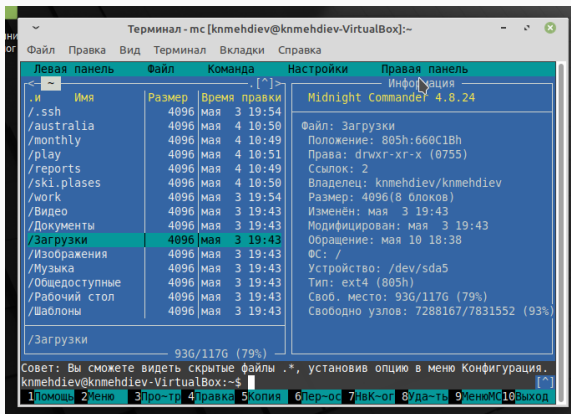 Терминал - mc [knmehdiev@knmehdiev-VirtualBox]:~
Файл Правка Вид Терминал Вкладки Справка
Левая панель Файл Команда Настройки Правая панель
<- ~ .[^]>
Информация
.и Имя Размер Время правки
Midnight Commander 4.8.24
/.ssh 4096 мая 3 19:54
/australia 4096 мая 4 10:50
/monthly 4096 мая 4 10:49
/play 4096 мая 4 10:51
/reports 4096 мая 4 10:49
/ski.plases 4096 мая 4 10:50
/work 4096 мая 3 19:54
/Видео 4096 мая 3 19:43
/Документы 4096 мая 3 19:43
/Загрузки 4096 мая 3 19:43
/Изображения 4096 мая 3 19:43
/Музыка 4096 мая 3 19:43
/Общедоступные 4096 мая 3 19:43
/Рабочий стол 4096 мая 3 19:43
/Шаблоны 4096 мая 3 19:43
/Загрузки
93G/117G (79%)
Файл: Загрузки
Положение: 805h:660C1Bh
Права: drwxr-xr-x (0755)
Ссылок: 2
Владелец: knmehdiev/knmehdiev
Размер: 4096(8 блоков)
Изменён: мая 3 19:43
Модифицирован: мая 3 19:43
Обращение: мая 10 18:38
ФС: /
Устройство: /dev/sda5
Тип: ext4 (805h)
Своб. место: 93G/117G (79%)
Свободно узлов: 7288167/7831552 (93%)
Совет: Вы сможете видеть скрытые файлы .*, установив опцию в меню Конфигурация.
knmehdiev@knmehdiev-VirtualBox:~$ [^]
1Помощь 2Меню 3Про~тр 4Правка 5Копия 6Пер~ос 7НвК~ог 8Уда~ть 9МенюMC 10Выход